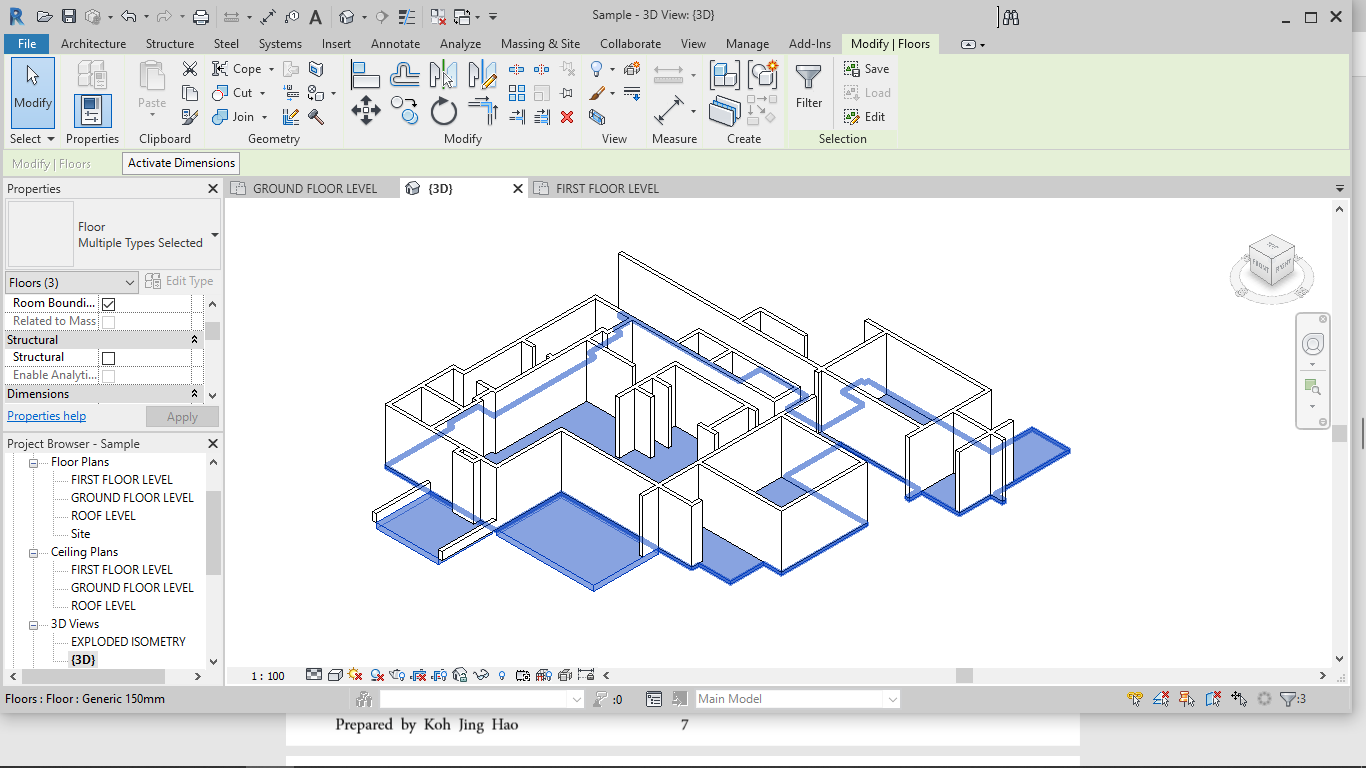 Sample - 3D View: {3D}
File Architecture Structure Steel Systems Insert Annotate Analyze Massing & Site Collaborate View Manage Add-Ins Modify | Floors
Modify
Paste
Cope
Cut
Join
Filter
Save
Load
Edit
Select Properties Clipboard Geometry Modify View Measure Create Selection
Modify | Floors Activate Dimensions
Properties
GROUND FLOOR LEVEL {3D} FIRST FLOOR LEVEL
Floor
Multiple Types Selected
Floors (3) Edit Type
Room Boundi...
Related to Mass
Structural
Structural
Enable Analyti...
Dimensions
Properties help Apply
Project Browser - Sample
Floor Plans
FIRST FLOOR LEVEL
GROUND FLOOR LEVEL
ROOF LEVEL
Site
Ceiling Plans
FIRST FLOOR LEVEL
GROUND FLOOR LEVEL
ROOF LEVEL
3D Views
EXPLODED ISOMETRY
{3D}
TOP
FRONT RIGHT
1 : 100
Floors : Floor : Generic 150mm :0 Main Model :3
Prepared by Koh Jing Hao 7